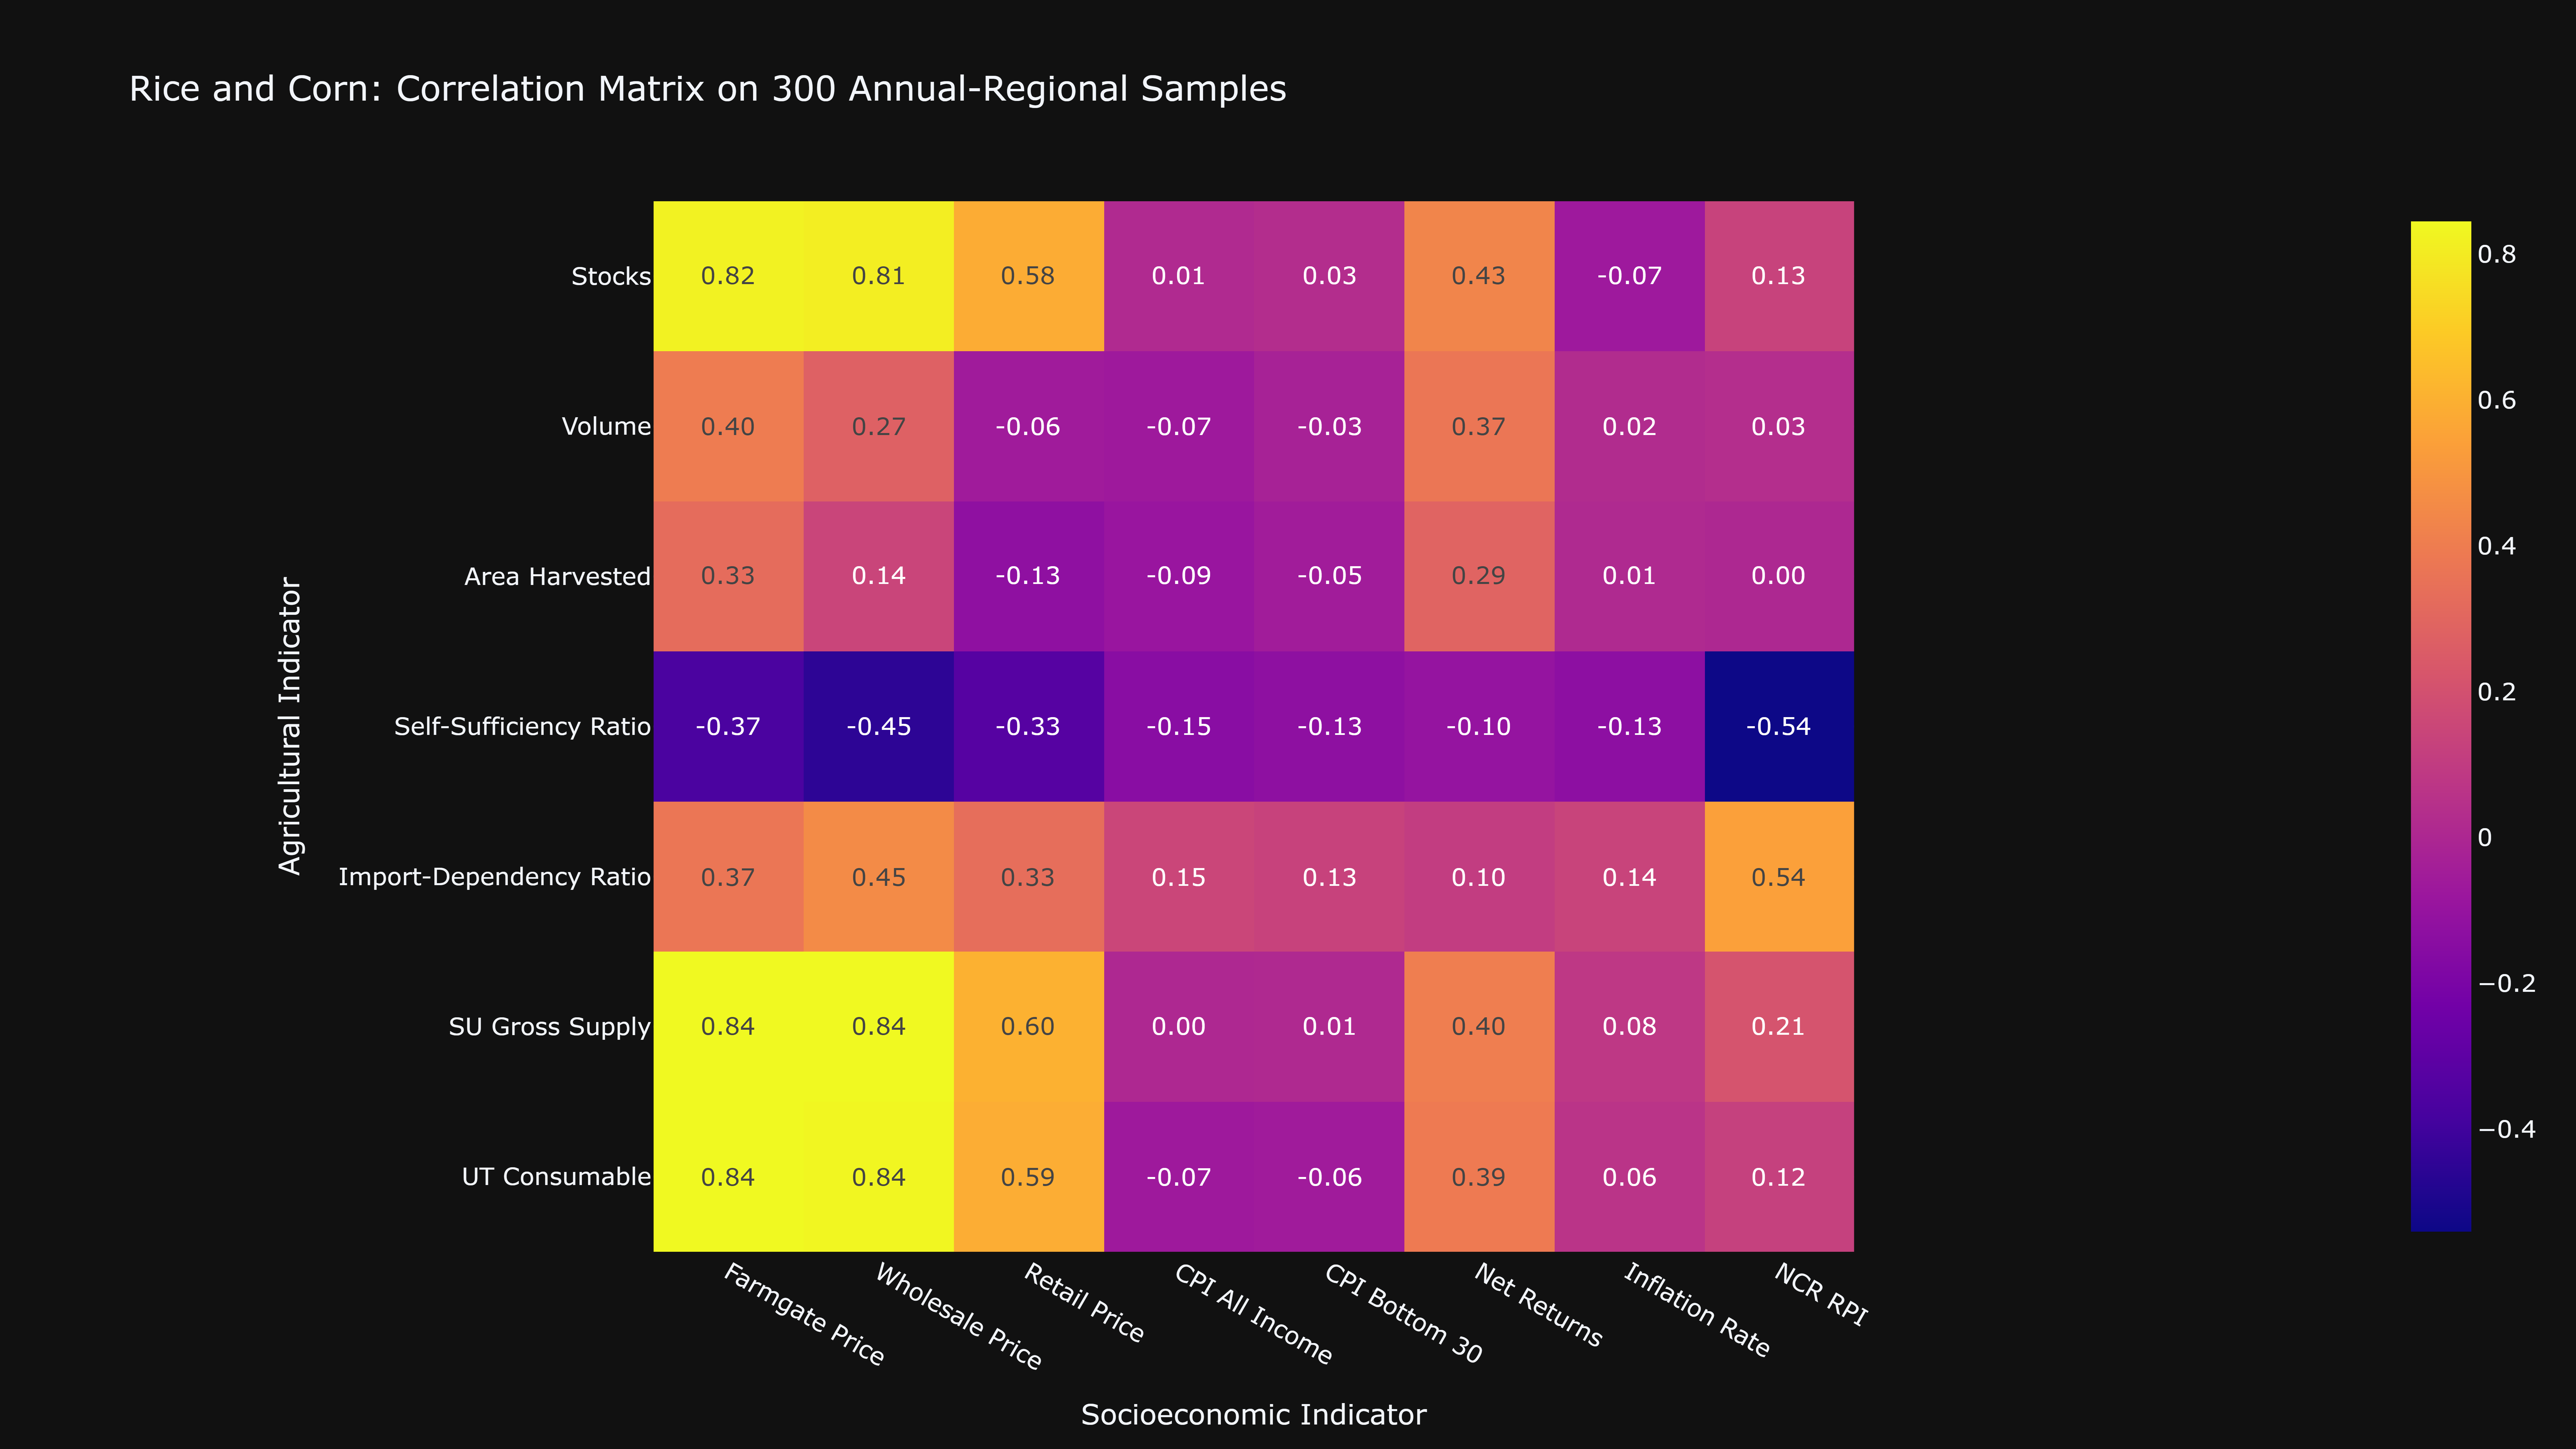 Rice and Corn: Correlation Matrix on 300 Annual-Regional Samples
Agricultural Indicator
Stocks 0.82 0.81 0.58 0.01 0.03 0.43 -0.07 0.13
Volume 0.40 0.27 -0.06 -0.07 -0.03 0.37 0.02 0.03
Area Harvested 0.33 0.14 -0.13 -0.09 -0.05 0.29 0.01 0.00
Self-Sufficiency Ratio -0.37 -0.45 -0.33 -0.15 -0.13 -0.10 -0.13 -0.54
Import-Dependency Ratio 0.37 0.45 0.33 0.15 0.13 0.10 0.14 0.54
SU Gross Supply 0.84 0.84 0.60 0.00 0.01 0.40 0.08 0.21
UT Consumable 0.84 0.84 0.59 -0.07 -0.06 0.39 0.06 0.12
Farmgate Price
Wholesale Price
Retail Price
CPI All Income
CPI Bottom 30
Net Returns
Inflation Rate
NCR RPI
Socioeconomic Indicator
0.8
0.6
0.4
0.2
0
−0.2
−0.4